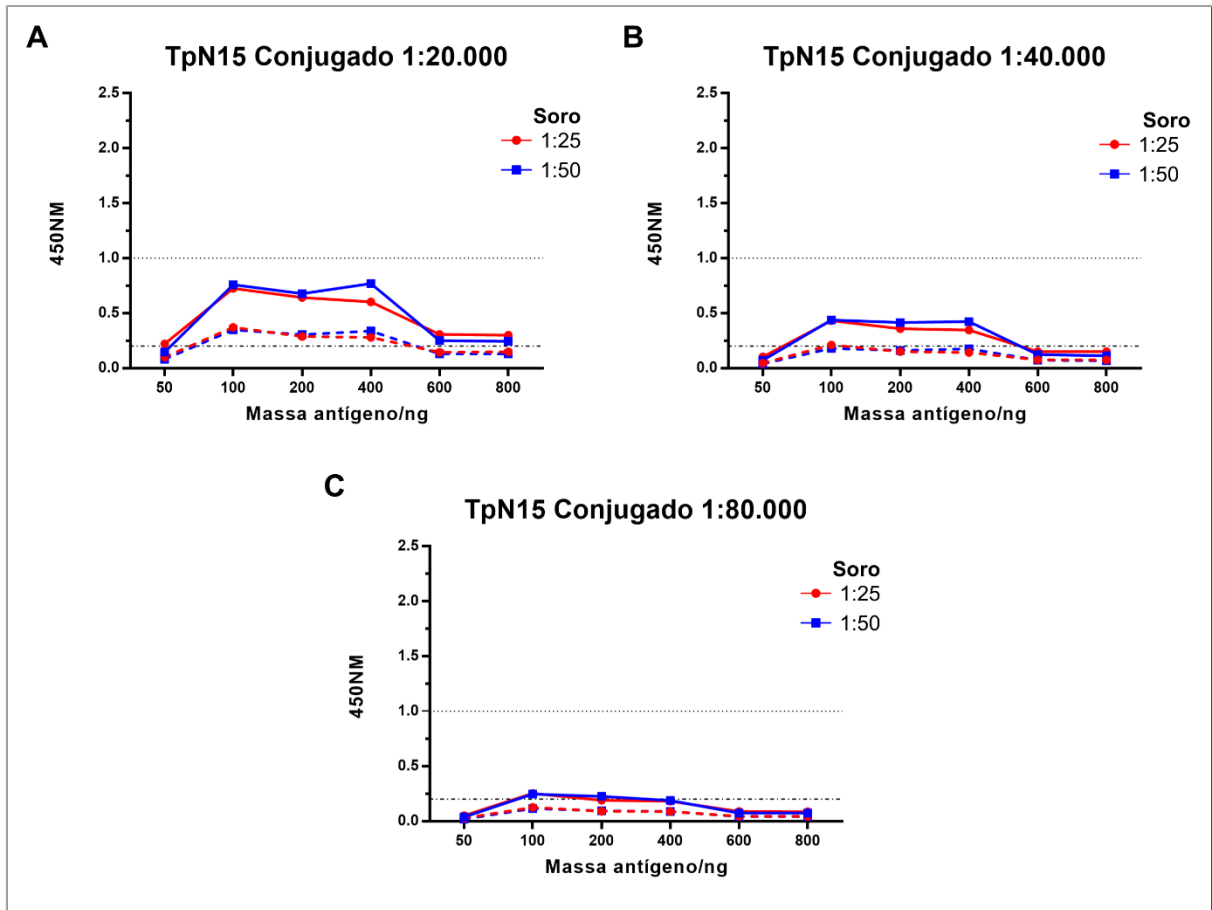 A
TpN15 Conjugado 1:20.000
2.5
2.0
1.5
1.0
0.5
0.0
450NM
Soro
1:25
1:50
50 100 200 400 600 800
Massa antígeno/ng
B
TpN15 Conjugado 1:40.000
2.5
2.0
1.5
1.0
0.5
0.0
450NM
Soro
1:25
1:50
50 100 200 400 600 800
Massa antígeno/ng
C
TpN15 Conjugado 1:80.000
2.5
2.0
1.5
1.0
0.5
0.0
450NM
Soro
1:25
1:50
50 100 200 400 600 800
Massa antígeno/ng